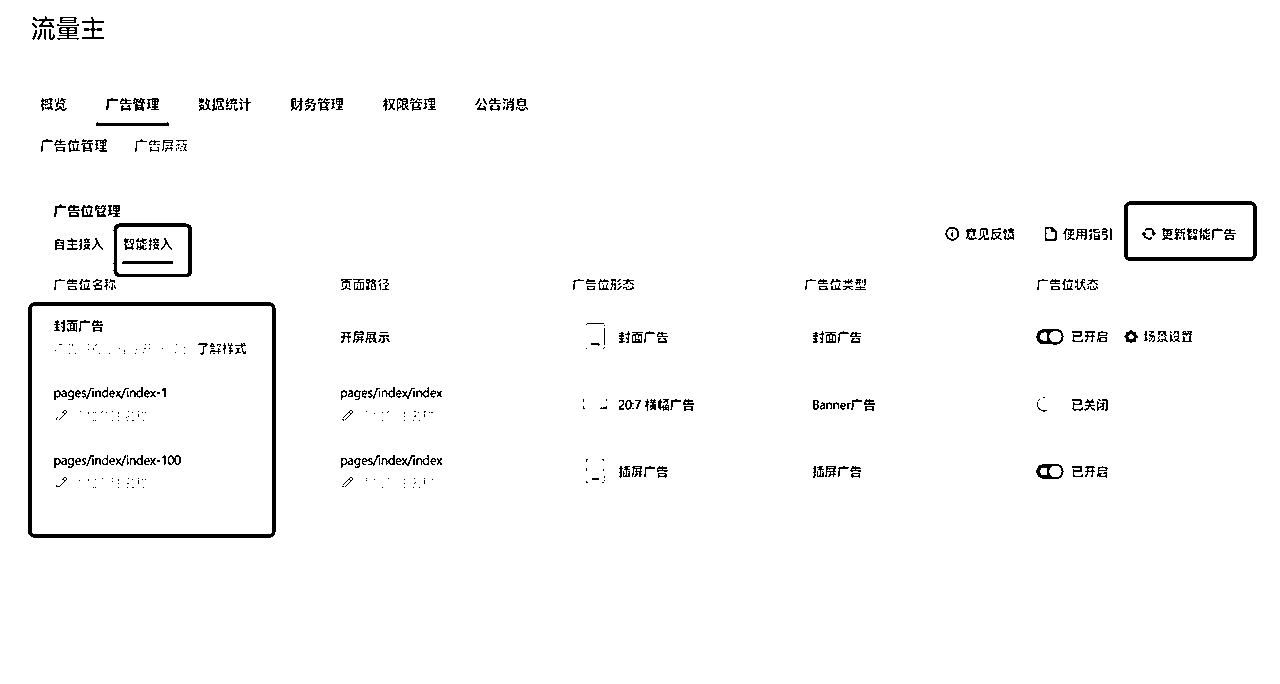 流量主
概览 广告管理 数据统计 财务管理 权限管理 公告消息
广告位管理 广告屏蔽
广告位管理
自主接入 智能接入 意见反馈 使用指引 更新智能广告
广告位名称 页面路径 广告位形态 广告位类型 广告位状态
封面广告
了解样式
开屏展示 封面广告 封面广告 已开启 场景设置
pages/index/index-1 pages/index/index
20:7 横幅广告 Banner广告 已关闭
pages/index/index-100 pages/index/index
插屏广告 插屏广告 已开启